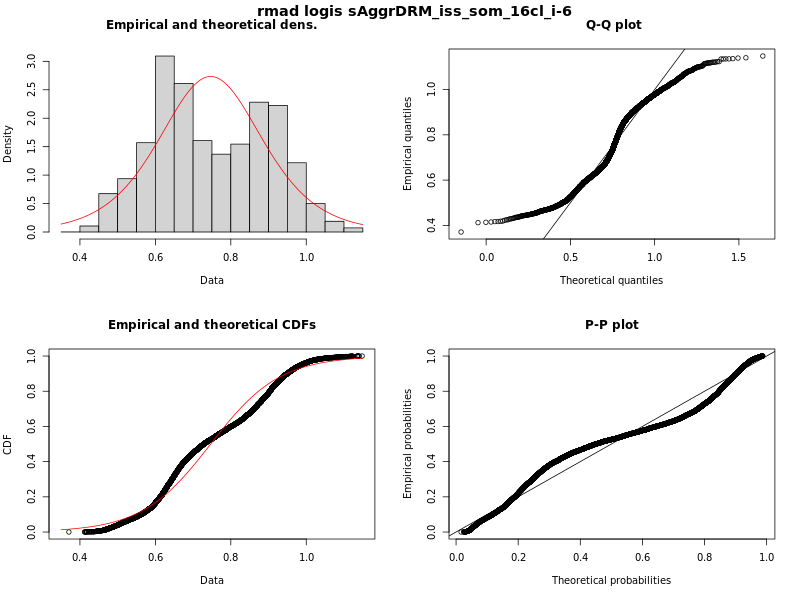 rmad logis sAggrDRM_iss_som_16cl_i-6
Empirical and theoretical dens.
Density
0.0 0.5 1.0 1.5 2.0 2.5 3.0
0.4 0.6 0.8 1.0
Data
Q-Q plot
Empirical quantiles
0.4 0.6 0.8 1.0
0.0 0.5 1.0 1.5
Theoretical quantiles
Empirical and theoretical CDFs
CDF
0.0 0.2 0.4 0.6 0.8 1.0
0.4 0.6 0.8 1.0
Data
P-P plot
Empirical probabilities
0.0 0.2 0.4 0.6 0.8 1.0
0.0 0.2 0.4 0.6 0.8 1.0
Theoretical probabilities